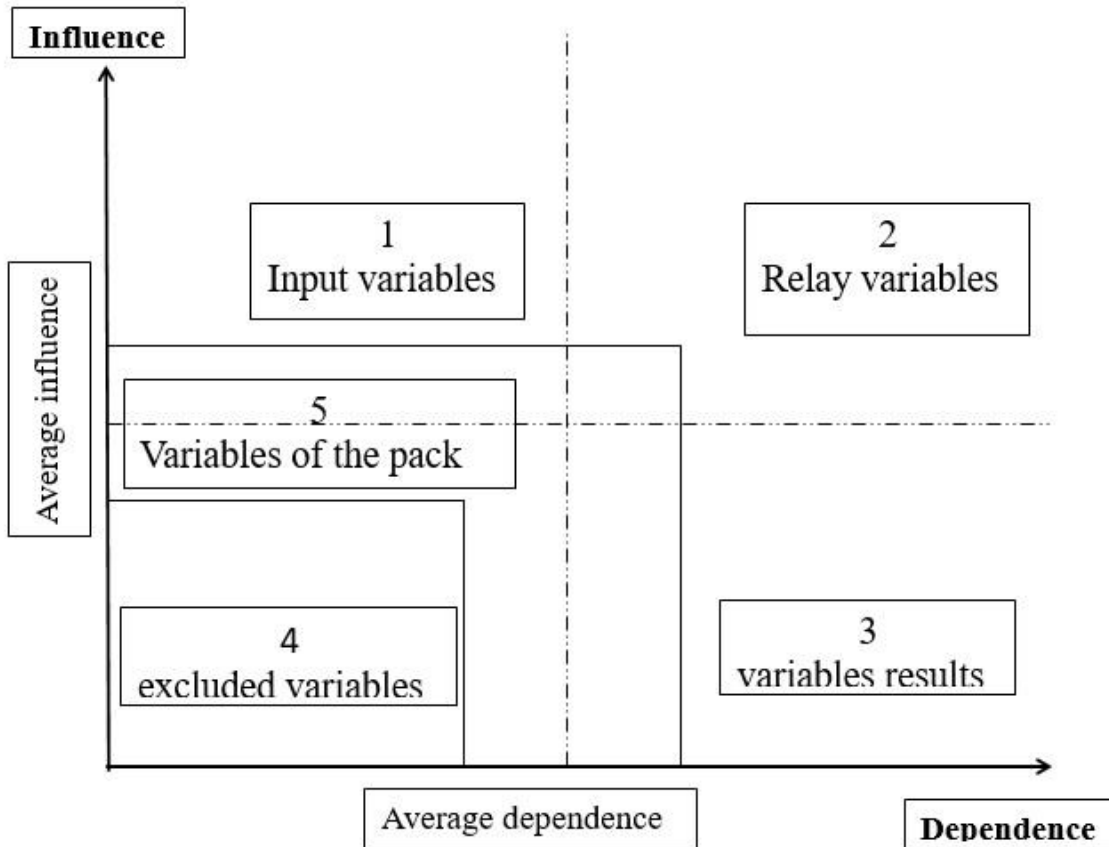 Influence
1
Input variables
2
Relay variables
Average influence
5
Variables of the pack
4
excluded variables
3
variables results
Average dependence
Dependence